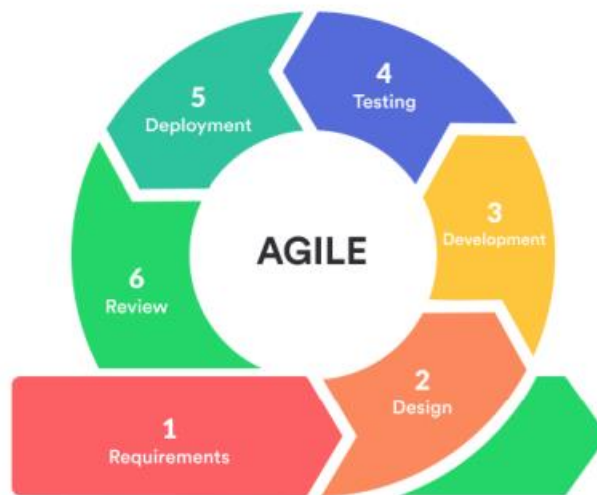 5
Deployment
4
Testing
3
Development
AGILE
6
Review
2
Design
1
Requirements